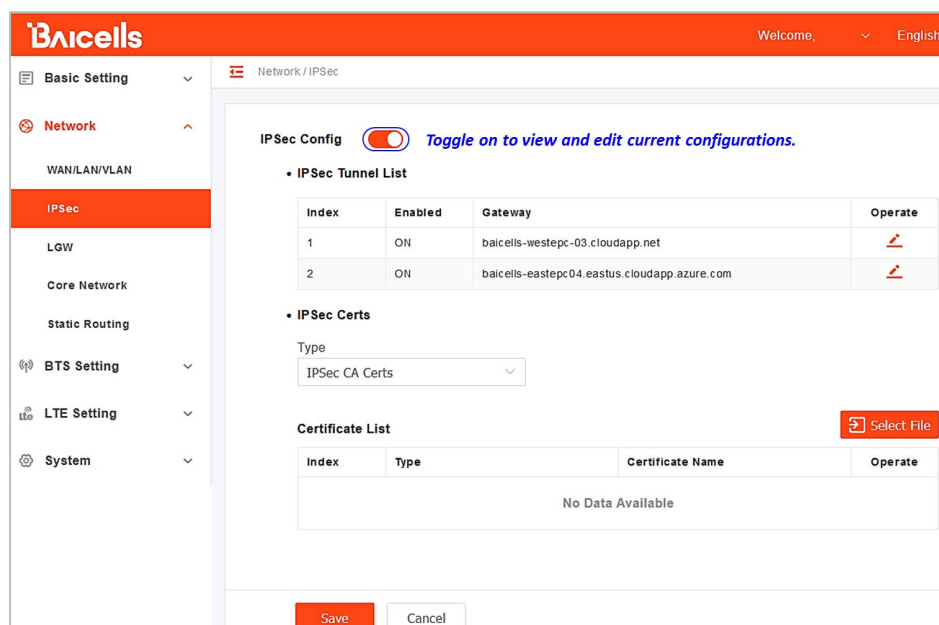 Baicells
Welcome,
English
Basic Setting
Network / IPSec
Network
WAN/LAN/VLAN
IPSec
LGW
Core Network
Static Routing
BTS Setting
LTE Setting
System
IPSec Config
Toggle on to view and edit current configurations.
• IPSec Tunnel List
Index Enabled Gateway Operate
1 ON baicells-westepc-03.cloudapp.net
2 ON baicells-eastepc04.eastus.cloudapp.azure.com
• IPSec Certs
Type
IPSec CA Certs
Certificate List
Select File
Index Type Certificate Name Operate
No Data Available
Save Cancel